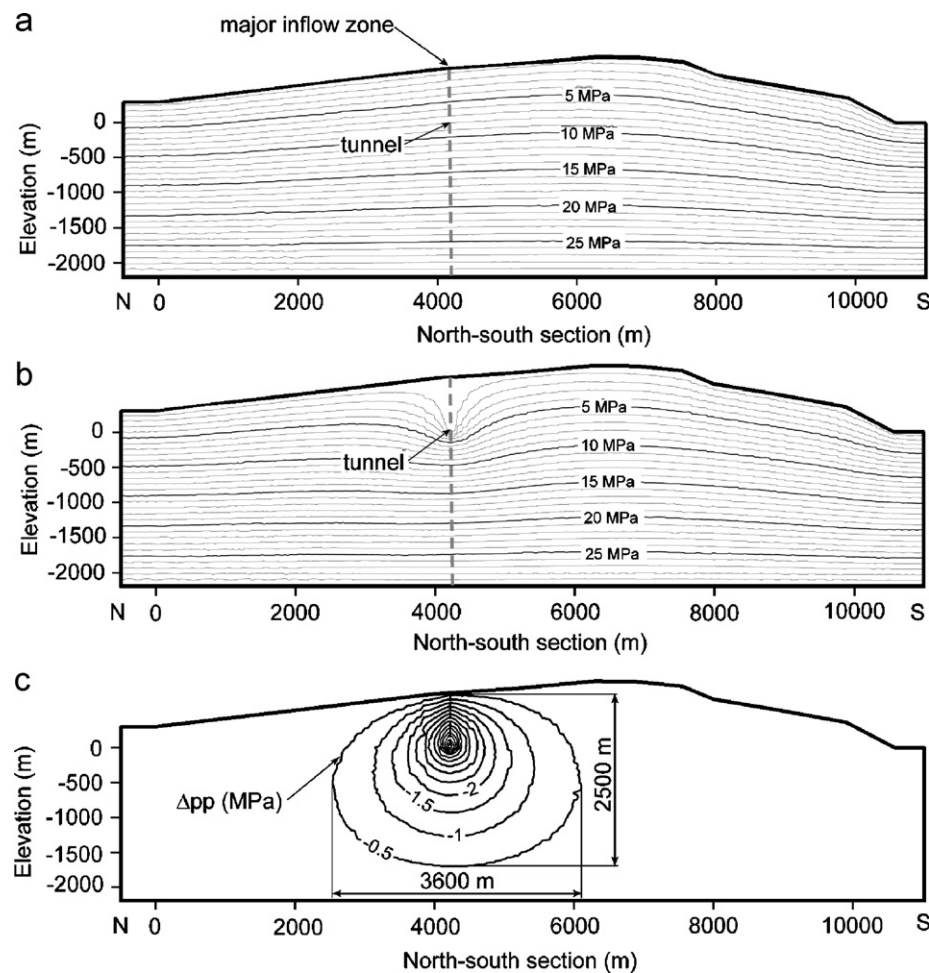 a
major inflow zone
Elevation (m)
0
-500
-1000
-1500
-2000
tunnel
5 MPa
10 MPa
15 MPa
20 MPa
25 MPa
N 0 2000 4000 6000 8000 10000 S
North-south section (m)
b
Elevation (m)
0
-500
-1000
-1500
-2000
tunnel
5 MPa
10 MPa
15 MPa
20 MPa
25 MPa
N 0 2000 4000 6000 8000 10000 S
North-south section (m)
c
Elevation (m)
0
-500
-1000
-1500
-2000
Δpp (MPa)
-2
-1.5
-1
-0.5
2500 m
3600 m
N 0 2000 4000 6000 8000 10000 S
North-south section (m)